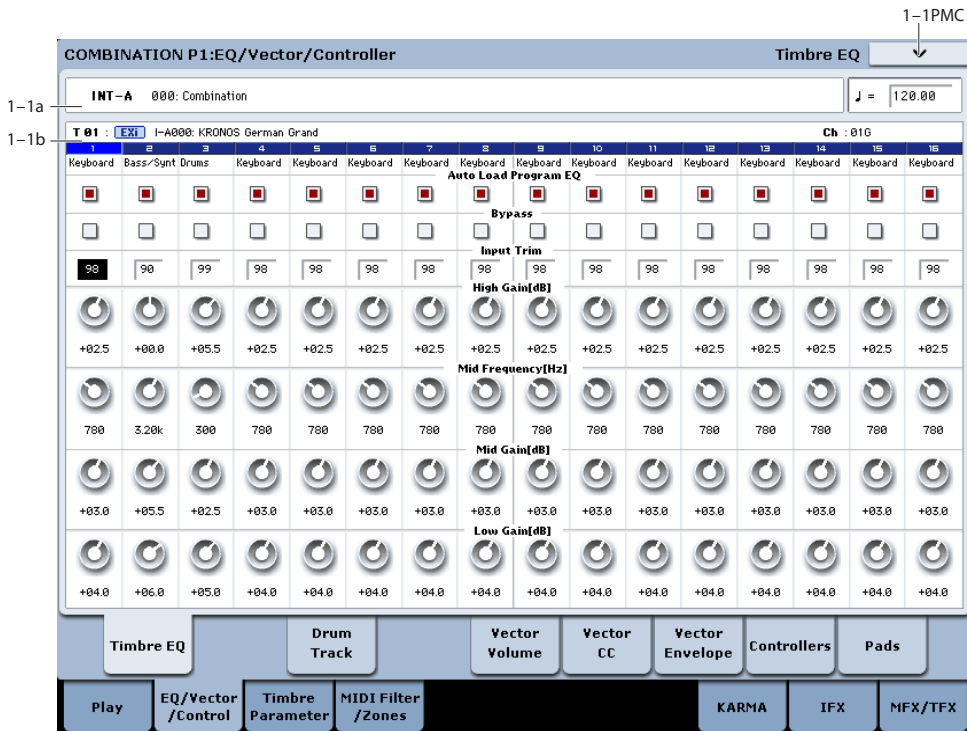 1–1PMC
COMBINATION P1:EQ/Vector/Controller Timbre EQ
1–1a
INT–A 000: Combination ♩ = 120.00
1–1b
T 01 : EXi I–A000: KRONOS German Grand Ch : 01G
1 2 3 4 5 6 7 8 9 10 11 12 13 14 15 16
Keyboard Bass/Synt Drums Keyboard Keyboard Keyboard Keyboard Keyboard Keyboard Keyboard Keyboard Keyboard Keyboard Keyboard Keyboard Keyboard
Auto Load Program EQ
Bypass
Input Trim
98 90 99 98 98 98 98 98 98 98 98 98 98 98 98 98
High Gain[dB]
+02.5 +00.0 +05.5 +02.5 +02.5 +02.5 +02.5 +02.5 +02.5 +02.5 +02.5 +02.5 +02.5 +02.5 +02.5 +02.5
Mid Frequency[Hz]
780 3.20k 300 780 780 780 780 780 780 780 780 780 780 780 780 780
Mid Gain[dB]
+03.0 +05.5 +02.5 +03.0 +03.0 +03.0 +03.0 +03.0 +03.0 +03.0 +03.0 +03.0 +03.0 +03.0 +03.0 +03.0
Low Gain[dB]
+04.0 +06.0 +05.0 +04.0 +04.0 +04.0 +04.0 +04.0 +04.0 +04.0 +04.0 +04.0 +04.0 +04.0 +04.0 +04.0
Timbre EQ
Drum
Track
Vector
Volume
Vector
CC
Vector
Envelope
Controllers
Pads
Play
EQ/Vector
/Control
Timbre
Parameter
MIDI Filter
/Zones
KARMA
IFX
MFX/TFX